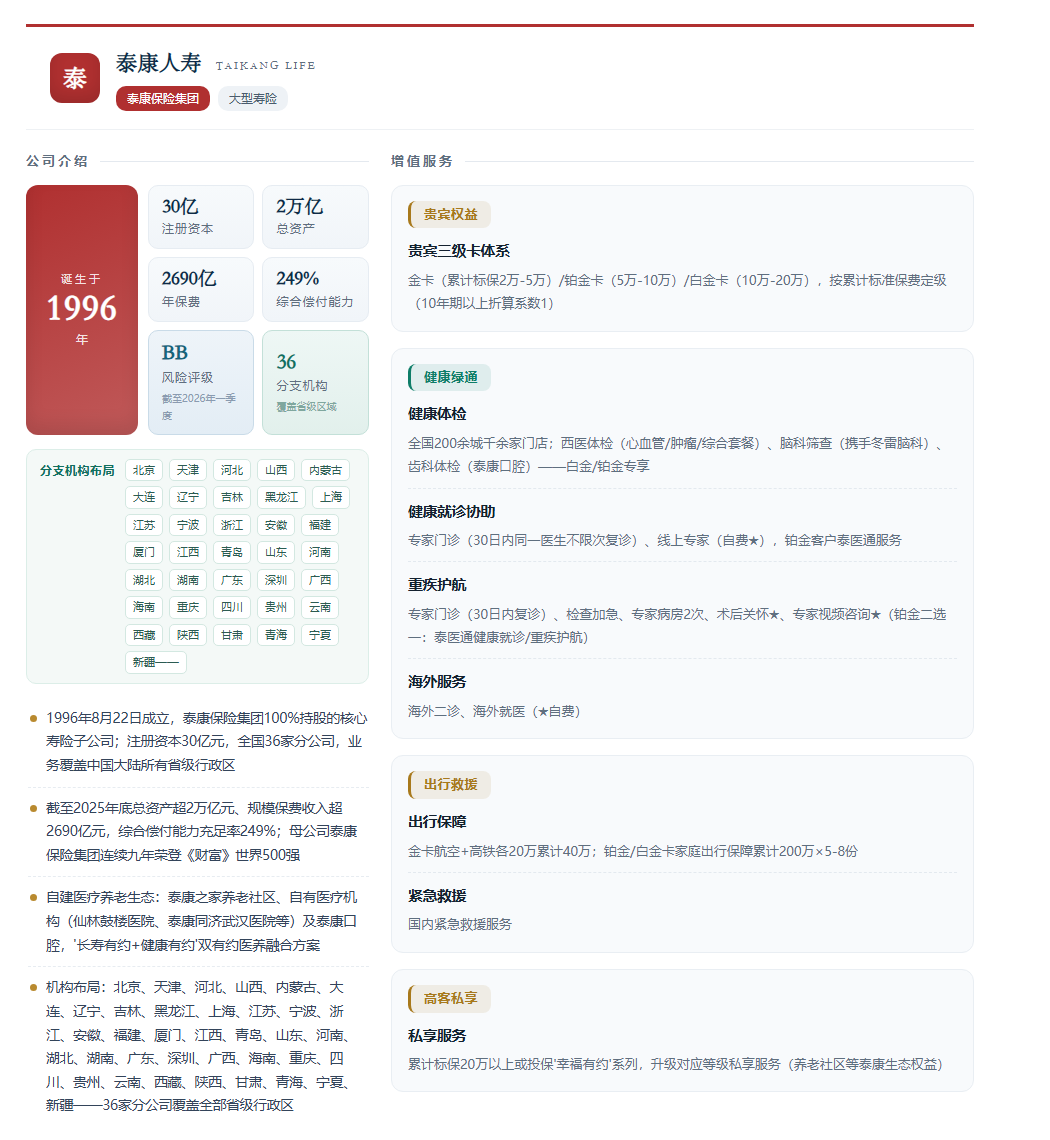 泰
泰康人寿 TAIKANG LIFE
泰康保险集团 大型寿险
公司介绍
诞生于
1996
年
30亿
注册资本
2万亿
总资产
2690亿
年保费
249%
综合偿付能力
BB
风险评级
截至2026年一季
度
36
分支机构
覆盖省级区域
分支机构布局
北京 天津 河北 山西 内蒙古
大连 辽宁 吉林 黑龙江 上海
江苏 宁波 浙江 安徽 福建
厦门 江西 青岛 山东 河南
湖北 湖南 广东 深圳 广西
海南 重庆 四川 贵州 云南
西藏 陕西 甘肃 青海 宁夏
新疆——
1996年8月22日成立，泰康保险集团100%持股的核心
寿险子公司；注册资本30亿元，全国36家分公司，业
务覆盖中国大陆所有省级行政区
截至2025年底总资产超2万亿元、规模保费收入超
2690亿元，综合偿付能力充足率249%；母公司泰康
保险集团连续九年荣登《财富》世界500强
自建医疗养老生态：泰康之家养老社区、自有医疗机
构（仙林鼓楼医院、泰康同济武汉医院等）及泰康口
腔，'长寿有约+健康有约'双有约医养融合方案
机构布局：北京、天津、河北、山西、内蒙古、大
连、辽宁、吉林、黑龙江、上海、江苏、宁波、浙
江、安徽、福建、厦门、江西、青岛、山东、河南、
湖北、湖南、广东、深圳、广西、海南、重庆、四
川、贵州、云南、西藏、陕西、甘肃、青海、宁夏、
新疆——36家分公司覆盖全部省级行政区
增值服务
贵宾权益
贵宾三级卡体系
金卡（累计标保2万-5万）/铂金卡（5万-10万）/白金卡（10万-20万），按累计标准保费定级
（10年期以上折算系数1）
健康绿通
健康体检
全国200余城千余家门店；西医体检（心血管/肿瘤/综合套餐）、脑科筛查（携手冬雷脑科）、
齿科体检（泰康口腔）——白金/铂金专享
健康就诊协助
专家门诊（30日内同一医生不限次复诊）、线上专家（自费★），铂金客户泰医通服务
重疾护航
专家门诊（30日内复诊）、检查加急、专家病房2次、术后关怀★、专家视频咨询★（铂金二选
一：泰医通健康就诊/重疾护航）
海外服务
海外二诊、海外就医（★自费）
出行救援
出行保障
金卡航空+高铁各20万累计40万；铂金/白金卡家庭出行保障累计200万×5-8份
紧急救援
国内紧急救援服务
高客私享
私享服务
累计标保20万以上或投保'幸福有约'系列，升级对应等级私享服务（养老社区等泰康生态权益）